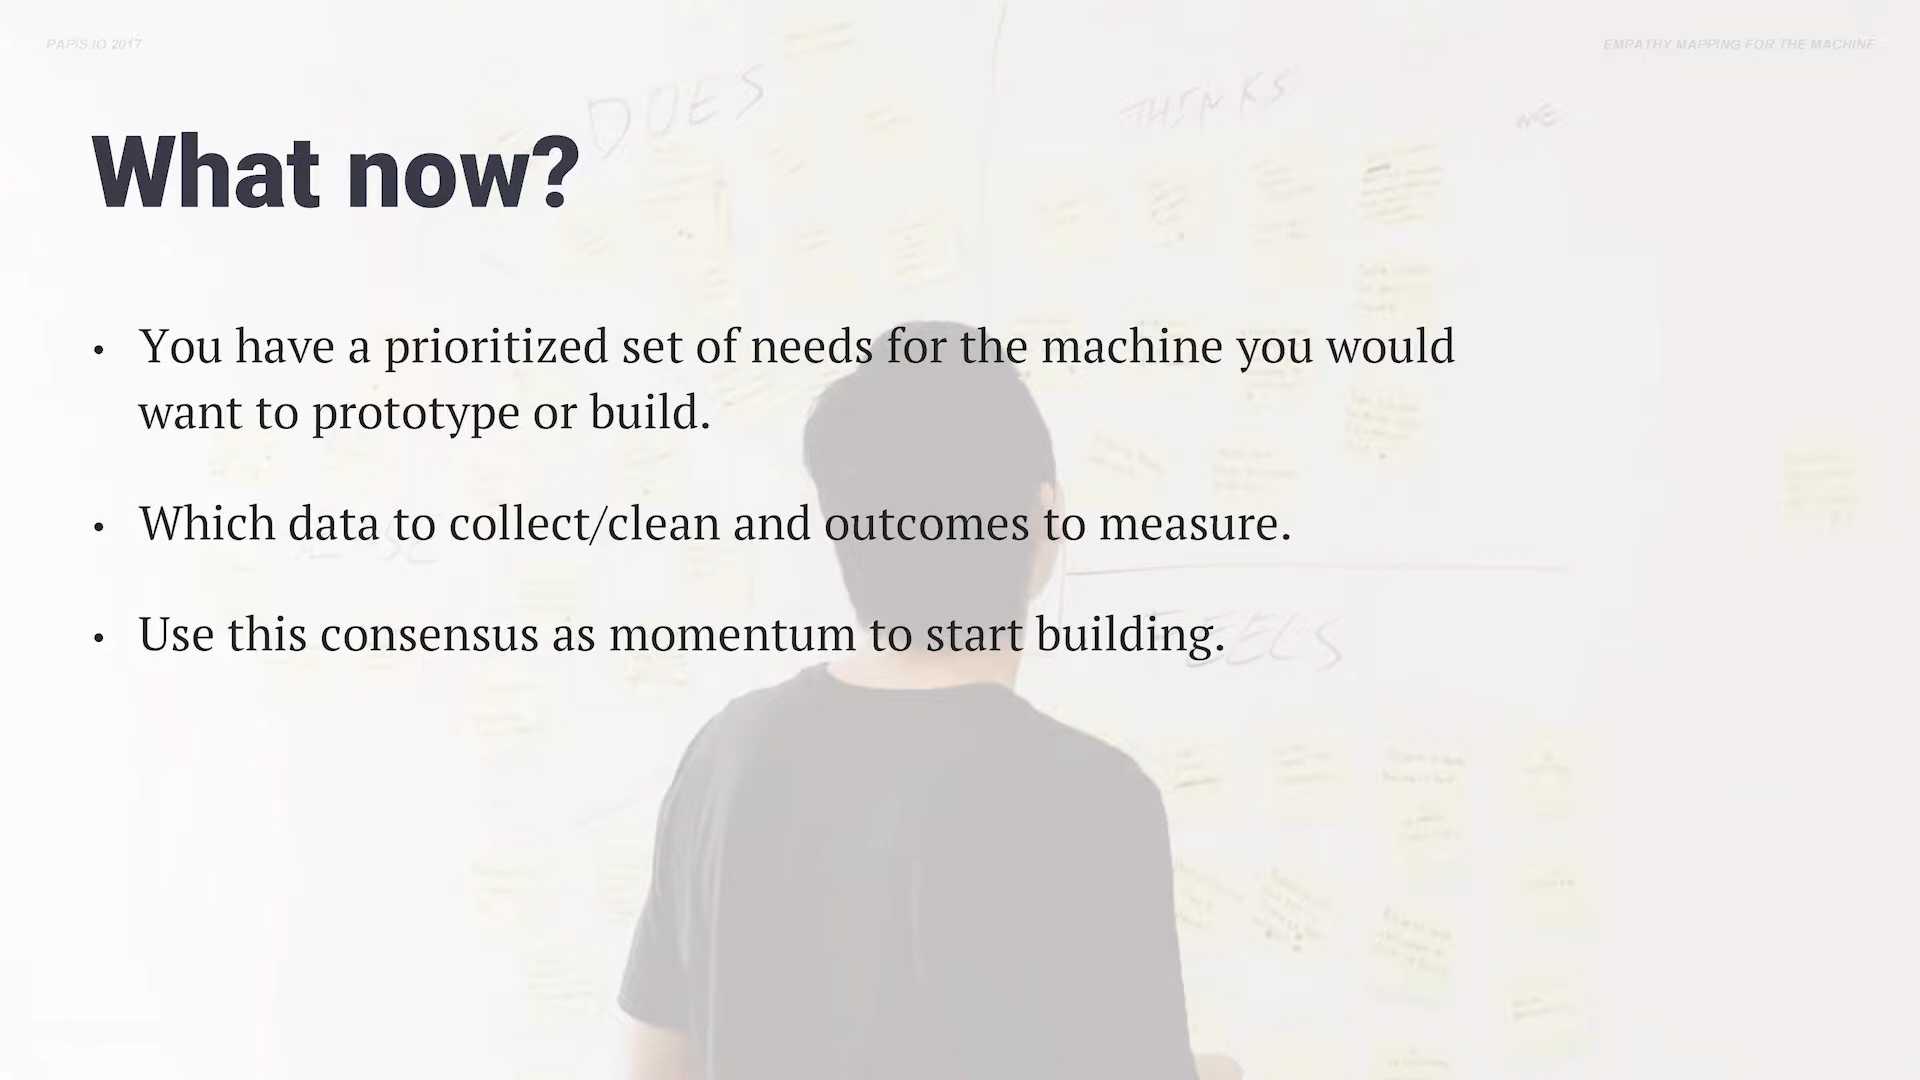 PAPIS.IO 2017
EMPATHY MAPPING FOR THE MACHINE
DOES
THINKS
What now?
• You have a prioritized set of needs for the machine you would
want to prototype or build.
• Which data to collect/clean and outcomes to measure.
• Use this consensus as momentum to start building.